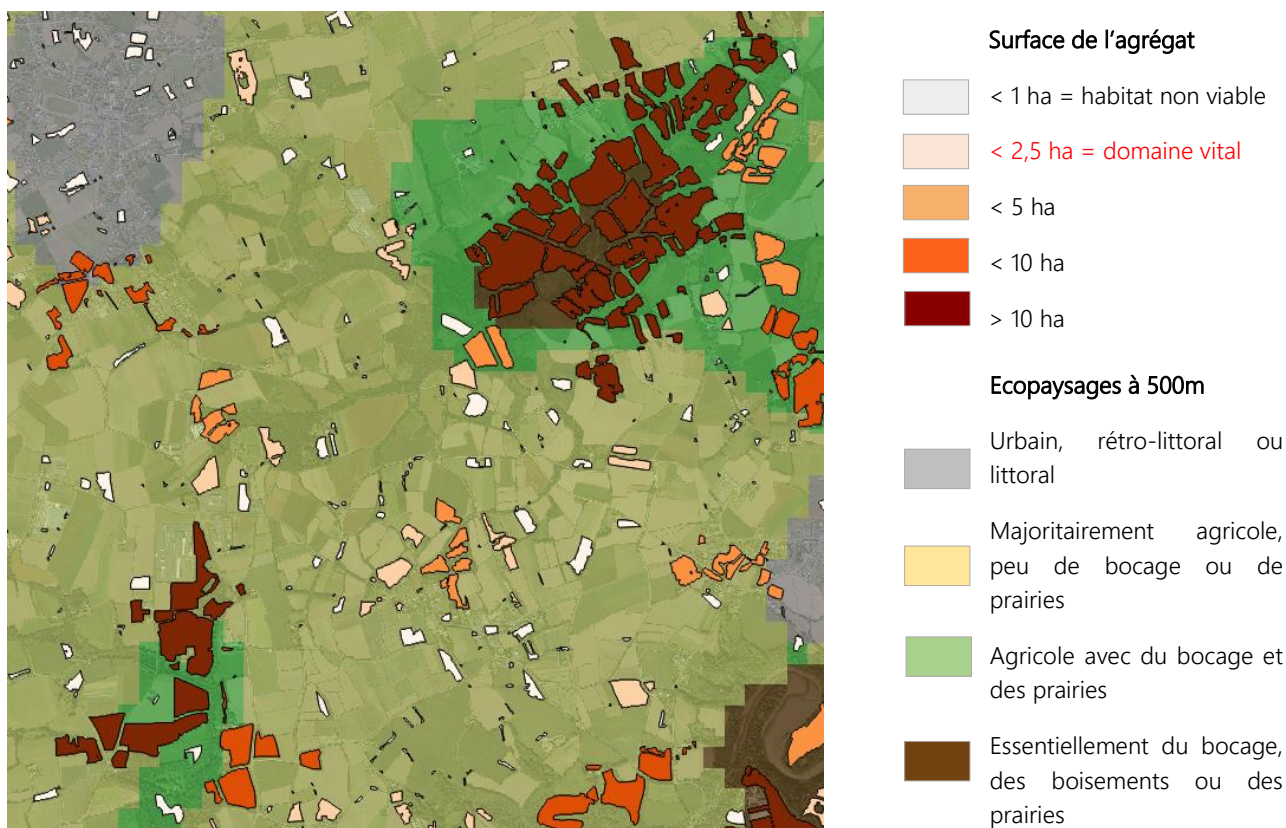 Surface de l'agrégat
< 1 ha = habitat non viable
< 2,5 ha = domaine vital
< 5 ha
< 10 ha
> 10 ha
Ecopaysages à 500m
Urbain, rétro-littoral ou
littoral
Majoritairement agricole,
peu de bocage ou de
prairies
Agricole avec du bocage et
des prairies
Essentiellement du bocage,
des boisements ou des
prairies